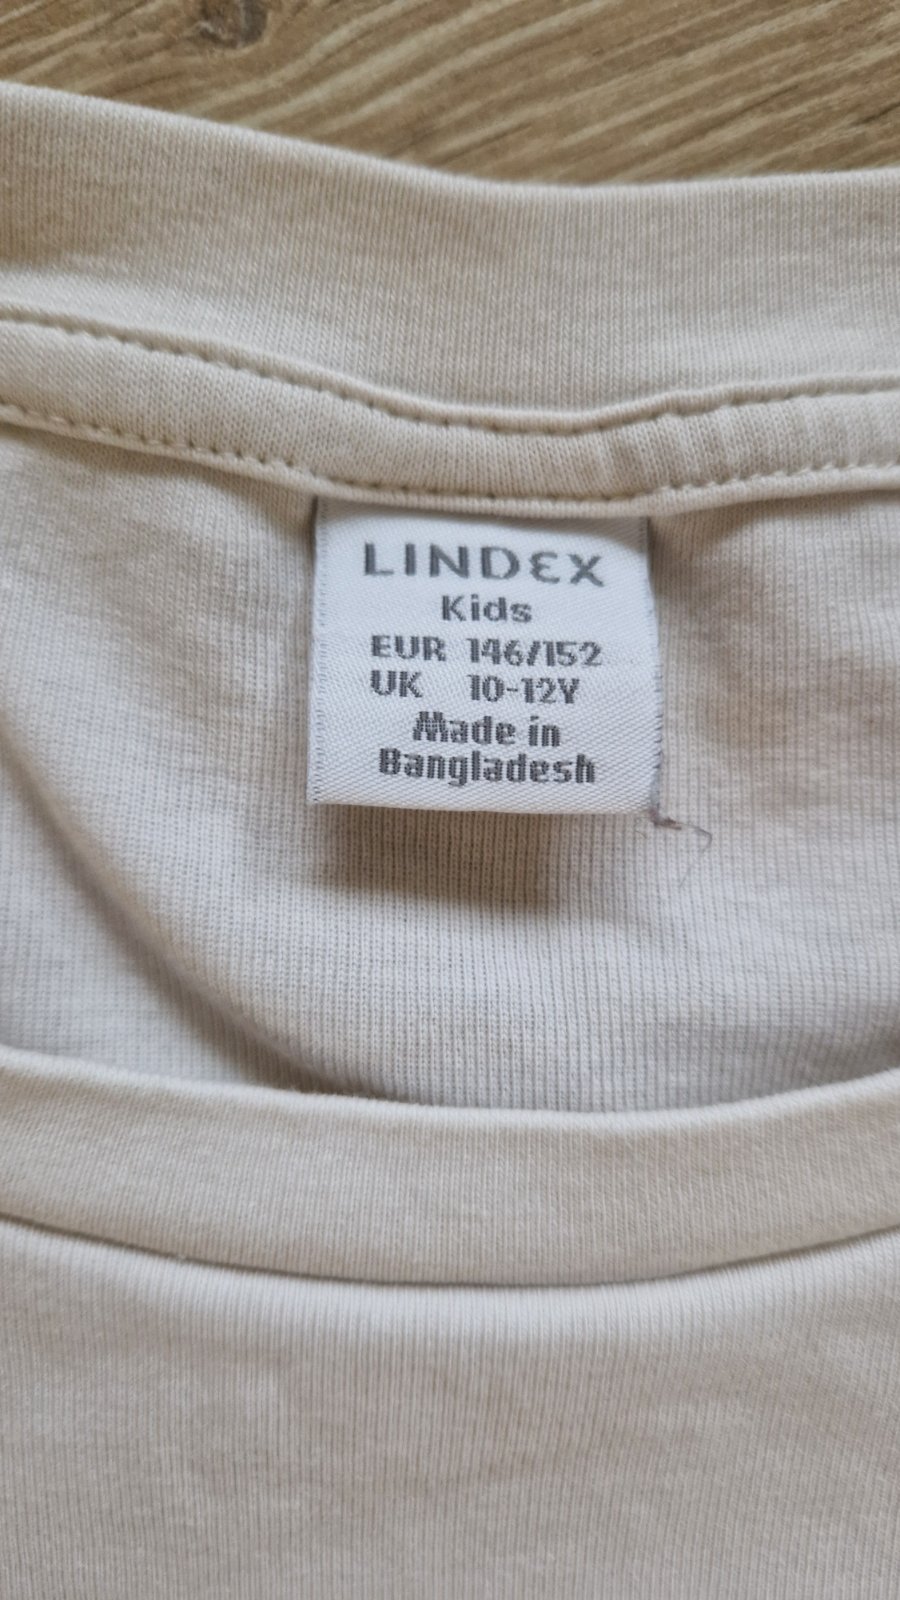 LINDEX
Kids
EUR 146/152
UK 10-12Y
Made in
Bangladesh